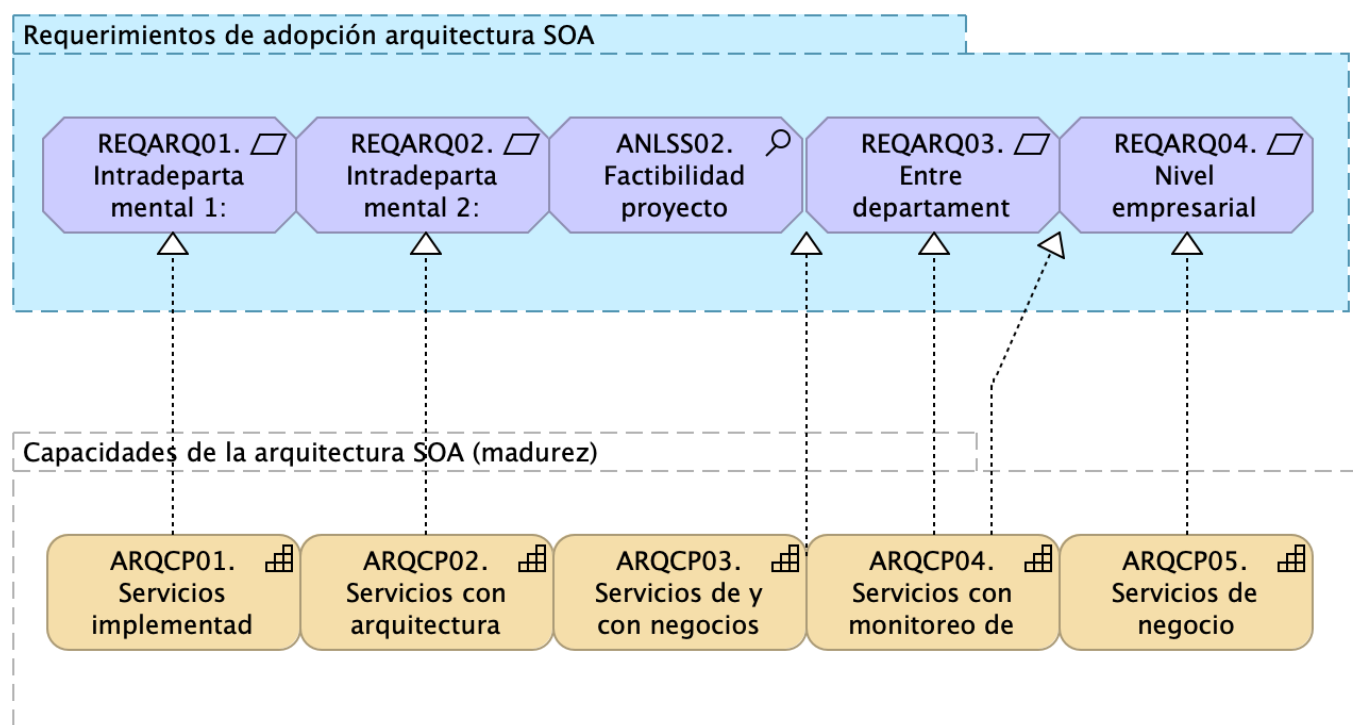 Requerimientos de adopción arquitectura SOA
REQARQ01.
Intradeparta
mental 1:
REQARQ02.
Intradeparta
mental 2:
ANLSS02.
Factibilidad
proyecto
REQARQ03.
Entre
departament
REQARQ04.
Nivel
empresarial
Capacidades de la arquitectura SOA (madurez)
ARQCP01.
Servicios
implementad
ARQCP02.
Servicios con
arquitectura
ARQCP03.
Servicios de y
con negocios
ARQCP04.
Servicios con
monitoreo de
ARQCP05.
Servicios de
negocio